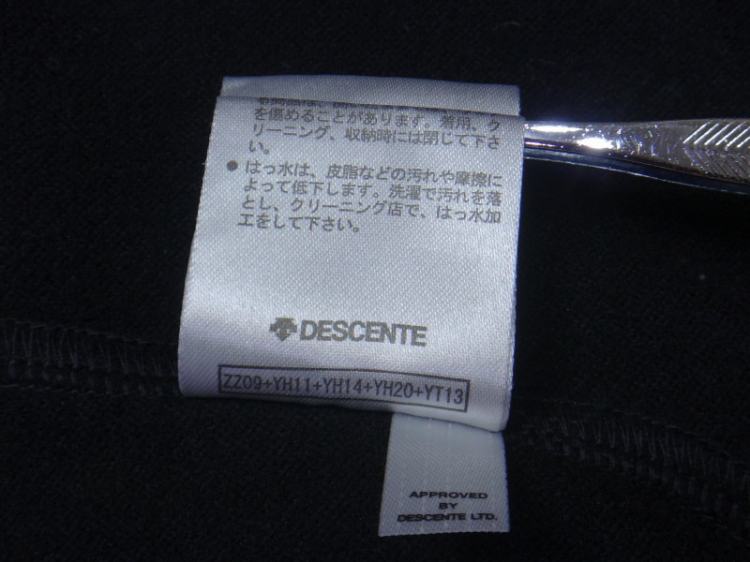 を傷めることがあります。着用、ク
リーニング、収納時には閉じて下さ
い。
● はっ水は、皮脂などの汚れや摩擦に
よって低下します。洗濯で汚れを落
とし、クリーニング店で、はっ水加
工をして下さい。
DESCENTE
ZZ09+YH11+YH14+YH20+YT13
APPROVED
BY
DESCENTE LTD.